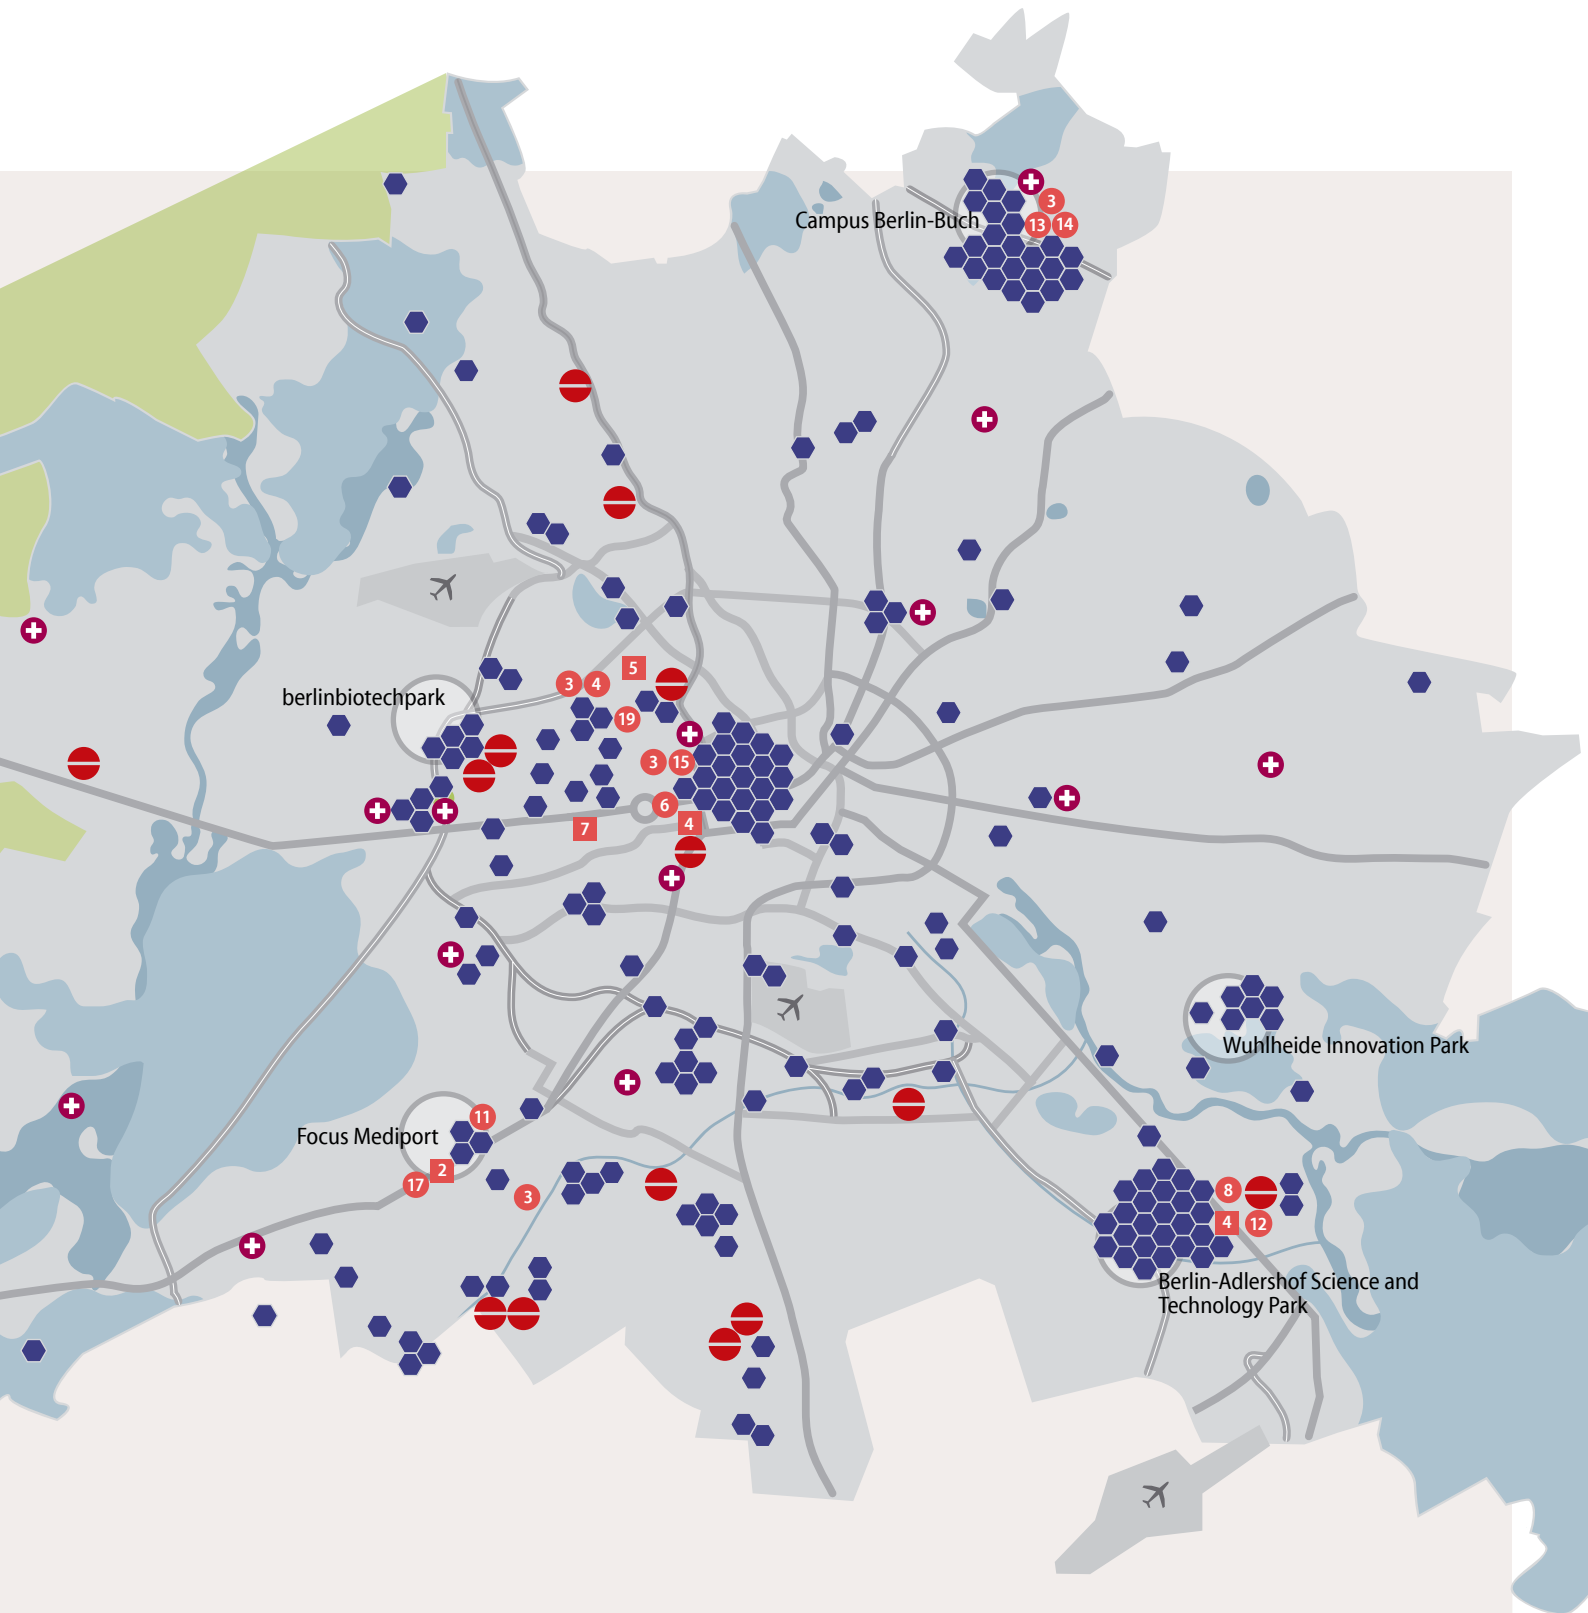 Campus Berlin-Buch
3
13 14
berlinbiotechpark
3 4
5
19
3 15
6
4
7
Wuhlheide Innovation Park
Focus Mediport
11
2
17
3
8
4 12
Berlin-Adlershof Science and
Technology Park